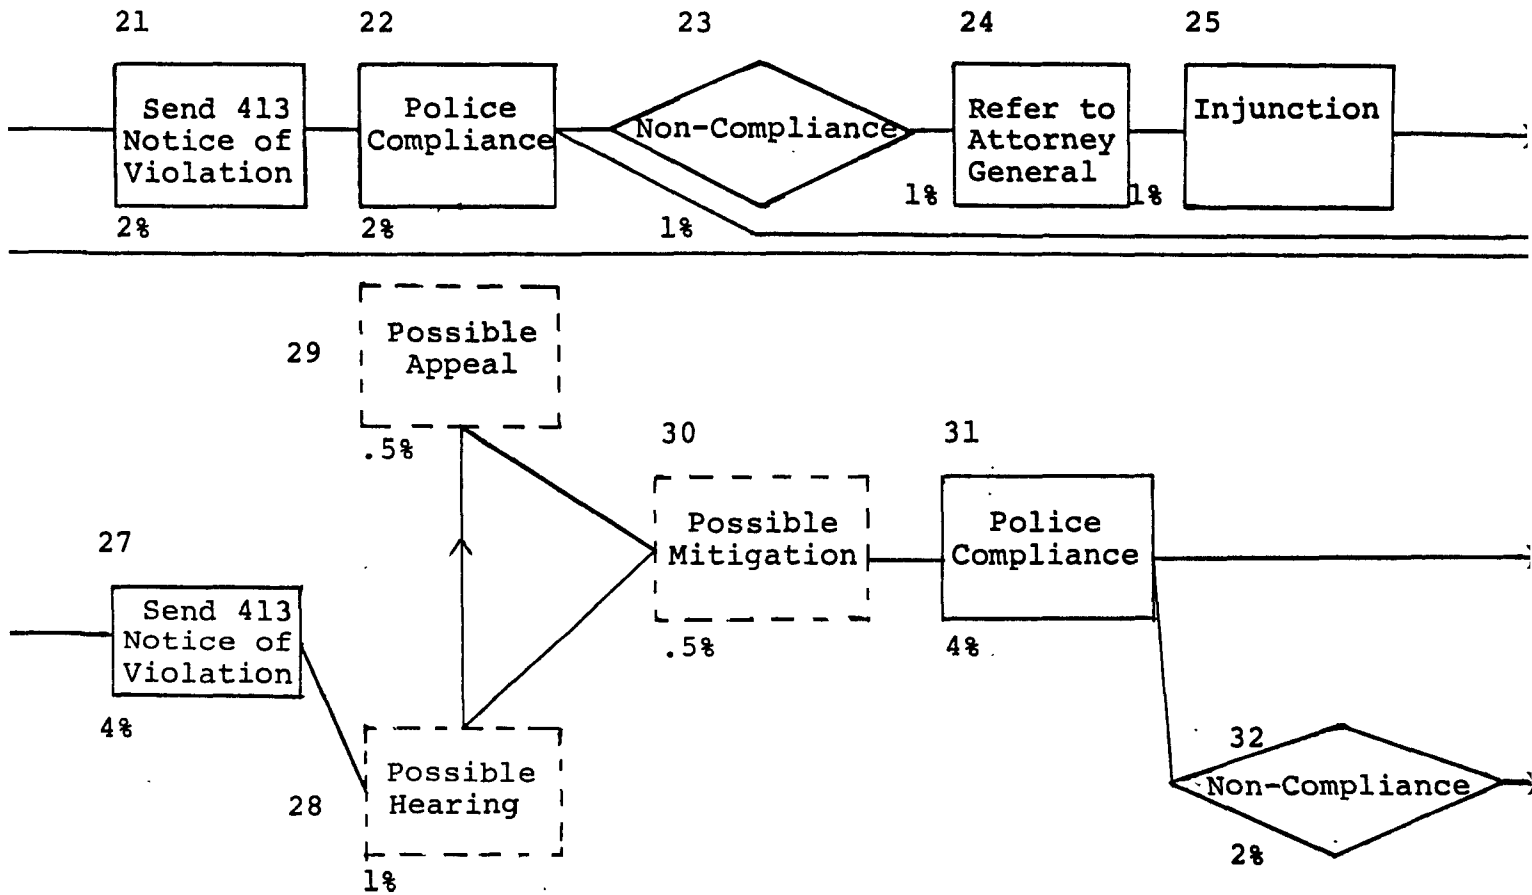 21
22
23
24
25
Send 413
Notice of
Violation
Police
Compliance
Non-Compliance
Refer to
Attorney
General
Injunction
2%
2%
1%
1%
1%
29
Possible
Appeal
.5%
30
31
Possible
Mitigation
Police
Compliance
.5%
4%
27
Send 413
Notice of
Violation
4%
28
Possible
Hearing
1%
32
Non-Compliance
2%